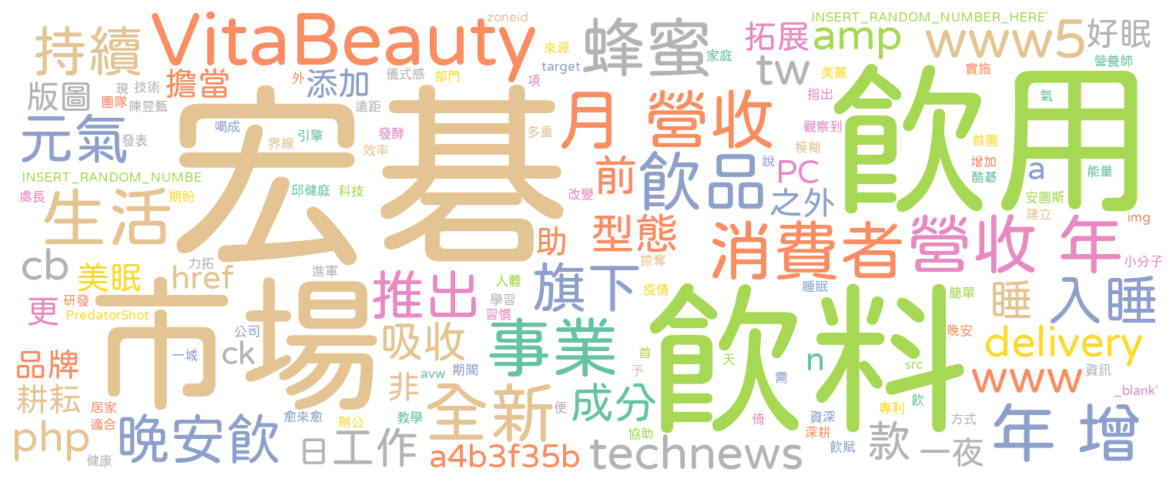 zoneid
INSERT_RANDOM_NUMBER_HERE'
持續 VitaBeauty 蜂蜜 拓展 amp www5 好眠
來源 家庭 營養師
擔當 添加 儀式感 部門 target tw 美麗 實施
版圖 現 技術 外 項 月 營收 指出 飲用 氣
團隊 陳昱甄 遠距
元氣 發表 喝成 引擎 宏碁 發酵 多重 觀察到 首圖
界線 效率 模糊 增加
INSERT_RANDOM_NUMBE 前 飲品 說 PC 酷碁 a 能量
處長 期盼 邱健庭 科技 改變 之外 安圖斯
生活 助 型態 消費者 營收 年 建立 img
cb 美眠 href 力拓 進軍 掠奪 小分子
更 研發 市場 推出 人體 學習 旗下 疫情 睡眠 簡單 睡 入睡
PredatorShot 習慣
公司 吸收 事業 飲料 晚安 delivery
品牌 一城 ck avw 期間 首 天 n src www 資訊
耕耘 居家 非 全新 便 成分 予 需 專利 飲 _blank'
適合 晚安飲 愈來愈 辦公 教學 倚 資深 方式 年 增
php 健康 日 工作 a4b3f35b 協助 technews 深耕 飲賦 款 一夜